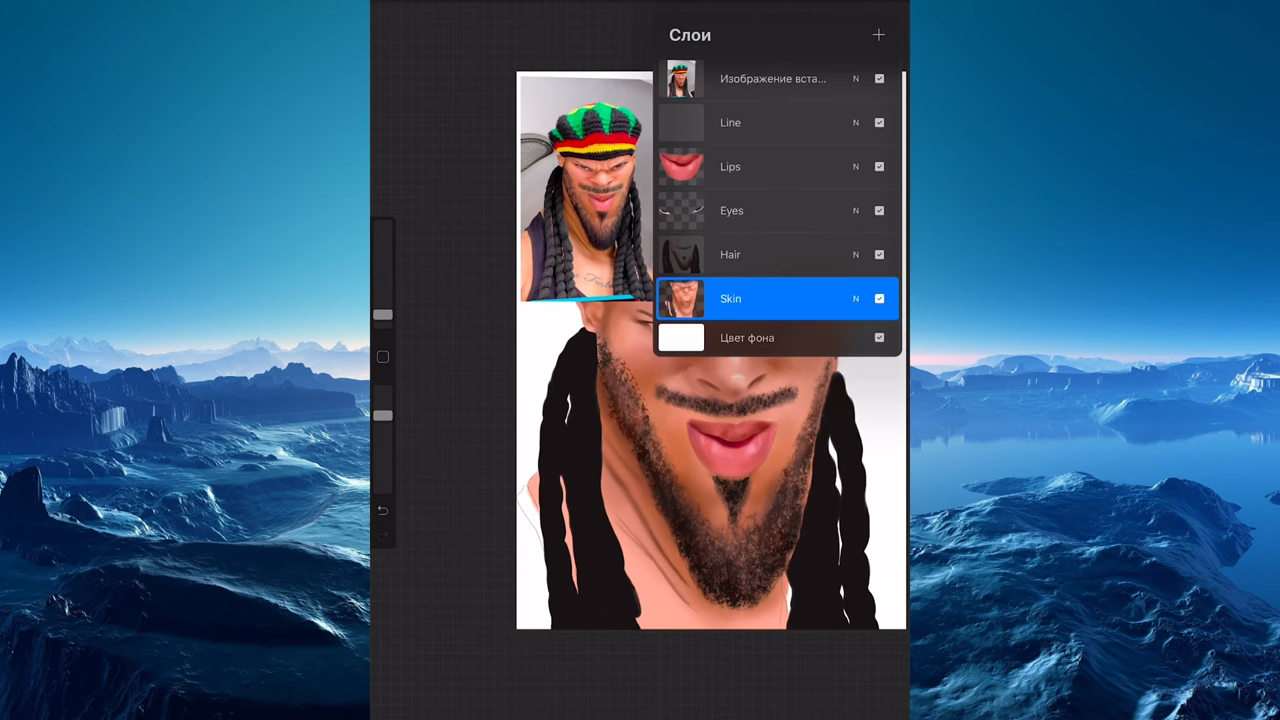 Слои
Изображение вста...
N
Line
N
Lips
N
Eyes
N
Hair
N
Skin
N
Цвет фона